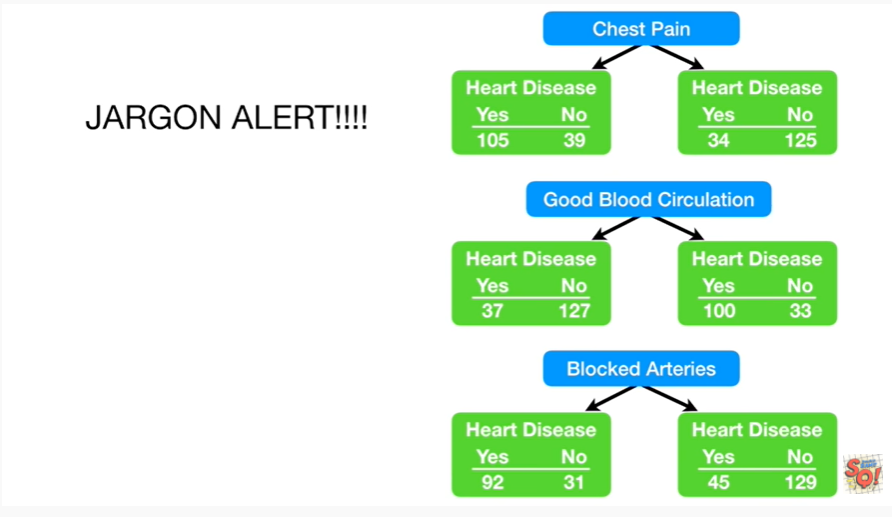 JARGON ALERT!!!!
Chest Pain
Heart Disease
Yes No
105 39
Heart Disease
Yes No
34 125
Good Blood Circulation
Heart Disease
Yes No
37 127
Heart Disease
Yes No
100 33
Blocked Arteries
Heart Disease
Yes No
92 31
Heart Disease
Yes No
45 129
SQ!